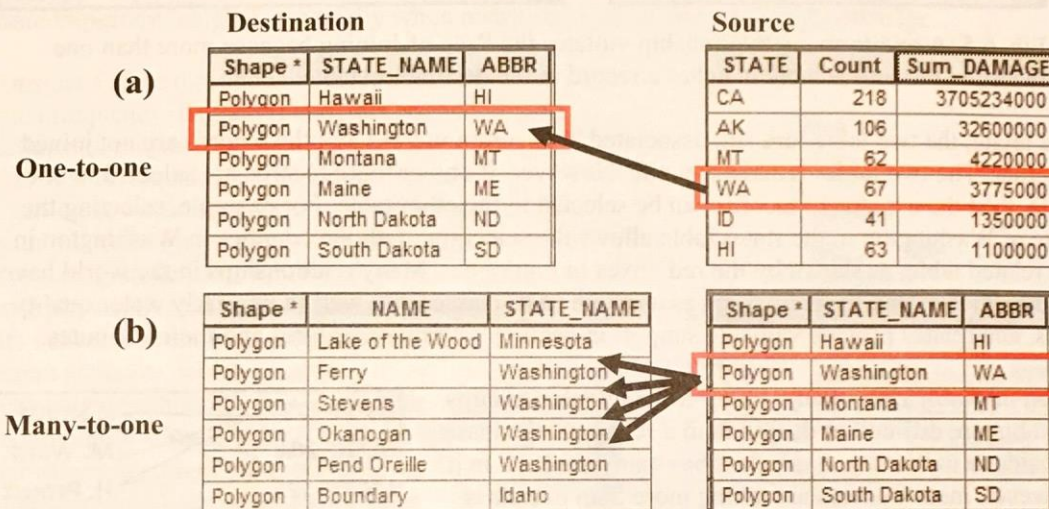 Destination Source
(a)
Shape * STATE_NAME ABBR
Polygon Hawaii HI
Polygon Washington WA
Polygon Montana MT
Polygon Maine ME
Polygon North Dakota ND
Polygon South Dakota SD
One-to-one
STATE Count Sum_DAMAGE
CA 218 3705234000
AK 106 32600000
MT 62 4220000
WA 67 3775000
ID 41 1350000
HI 63 1100000
(b)
Shape * NAME STATE_NAME
Polygon Lake of the Wood Minnesota
Polygon Ferry Washington
Polygon Stevens Washington
Polygon Okanogan Washington
Polygon Pend Oreille Washington
Polygon Boundary Idaho
Many-to-one
Shape * STATE_NAME ABBR
Polygon Hawaii HI
Polygon Washington WA
Polygon Montana MT
Polygon Maine ME
Polygon North Dakota ND
Polygon South Dakota SD